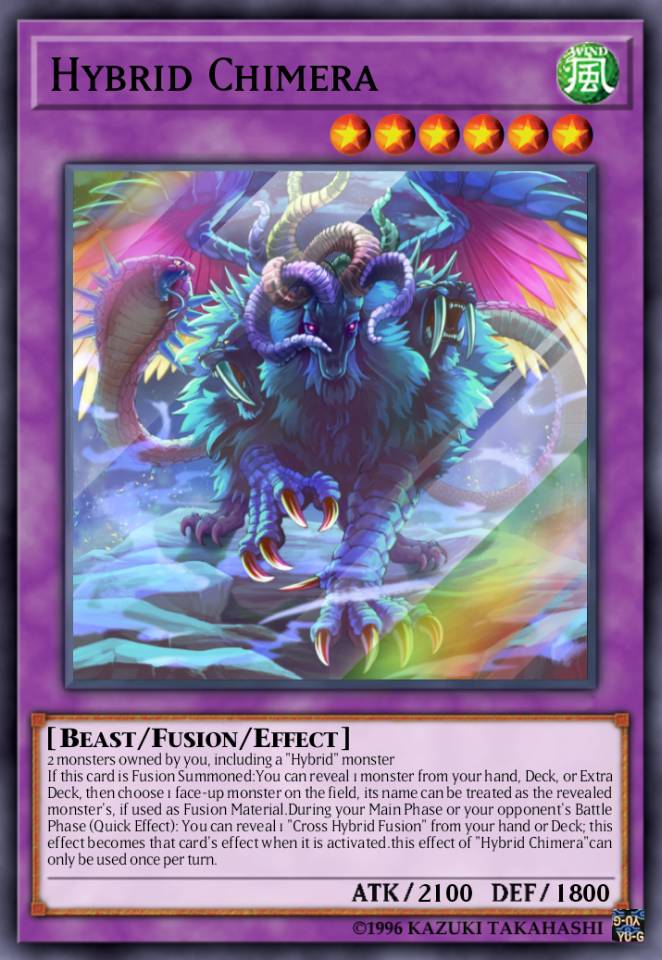 Hybrid Chimera
WIND
風
[Beast/Fusion/Effect]
2 monsters owned by you, including a "Hybrid" monster
If this card is Fusion Summoned:You can reveal 1 monster from your hand, Deck, or Extra
Deck, then choose 1 face-up monster on the field, its name can be treated as the revealed
monster's, if used as Fusion Material.During your Main Phase or your opponent's Battle
Phase (Quick Effect): You can reveal 1 "Cross Hybrid Fusion" from your hand or Deck; this
effect becomes that card's effect when it is activated.this effect of "Hybrid Chimera"can
only be used once per turn.
ATK/2100 DEF/1800
©1996 KAZUKI TAKAHASHI